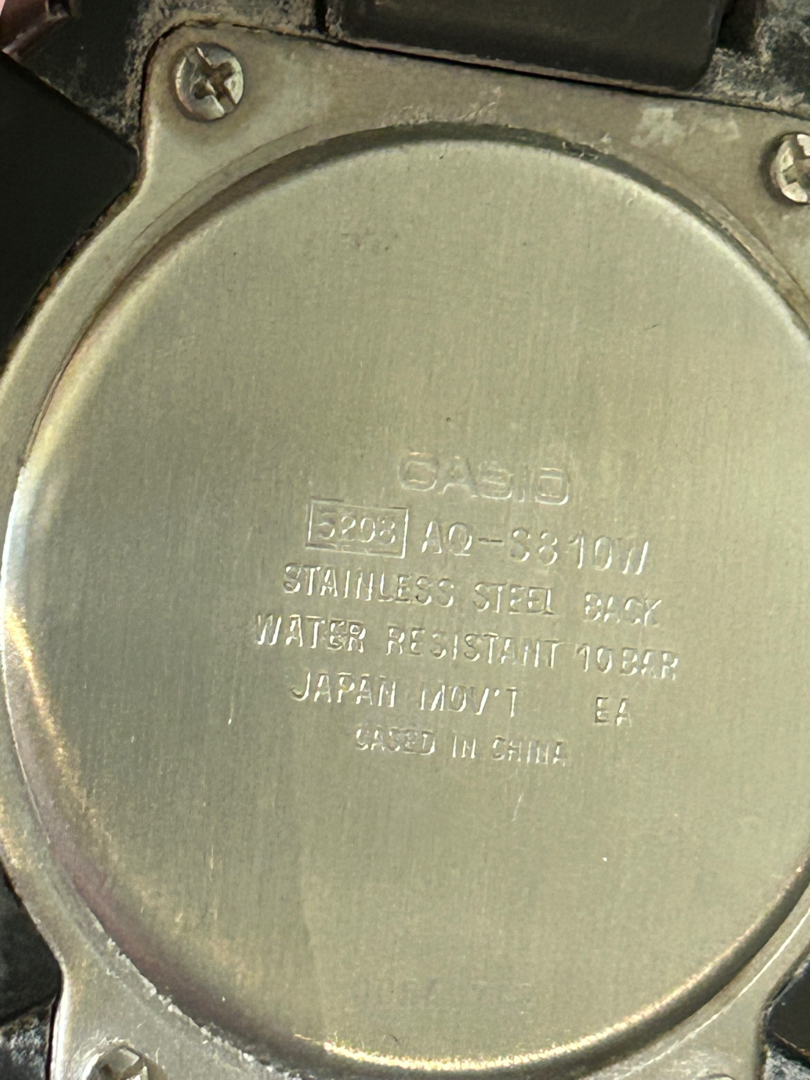 CASIO
5208 AQ-S810W
STAINLESS STEEL BACK
WATER RESISTANT 10BAR
JAPAN MOV'T EA
CASED IN CHINA